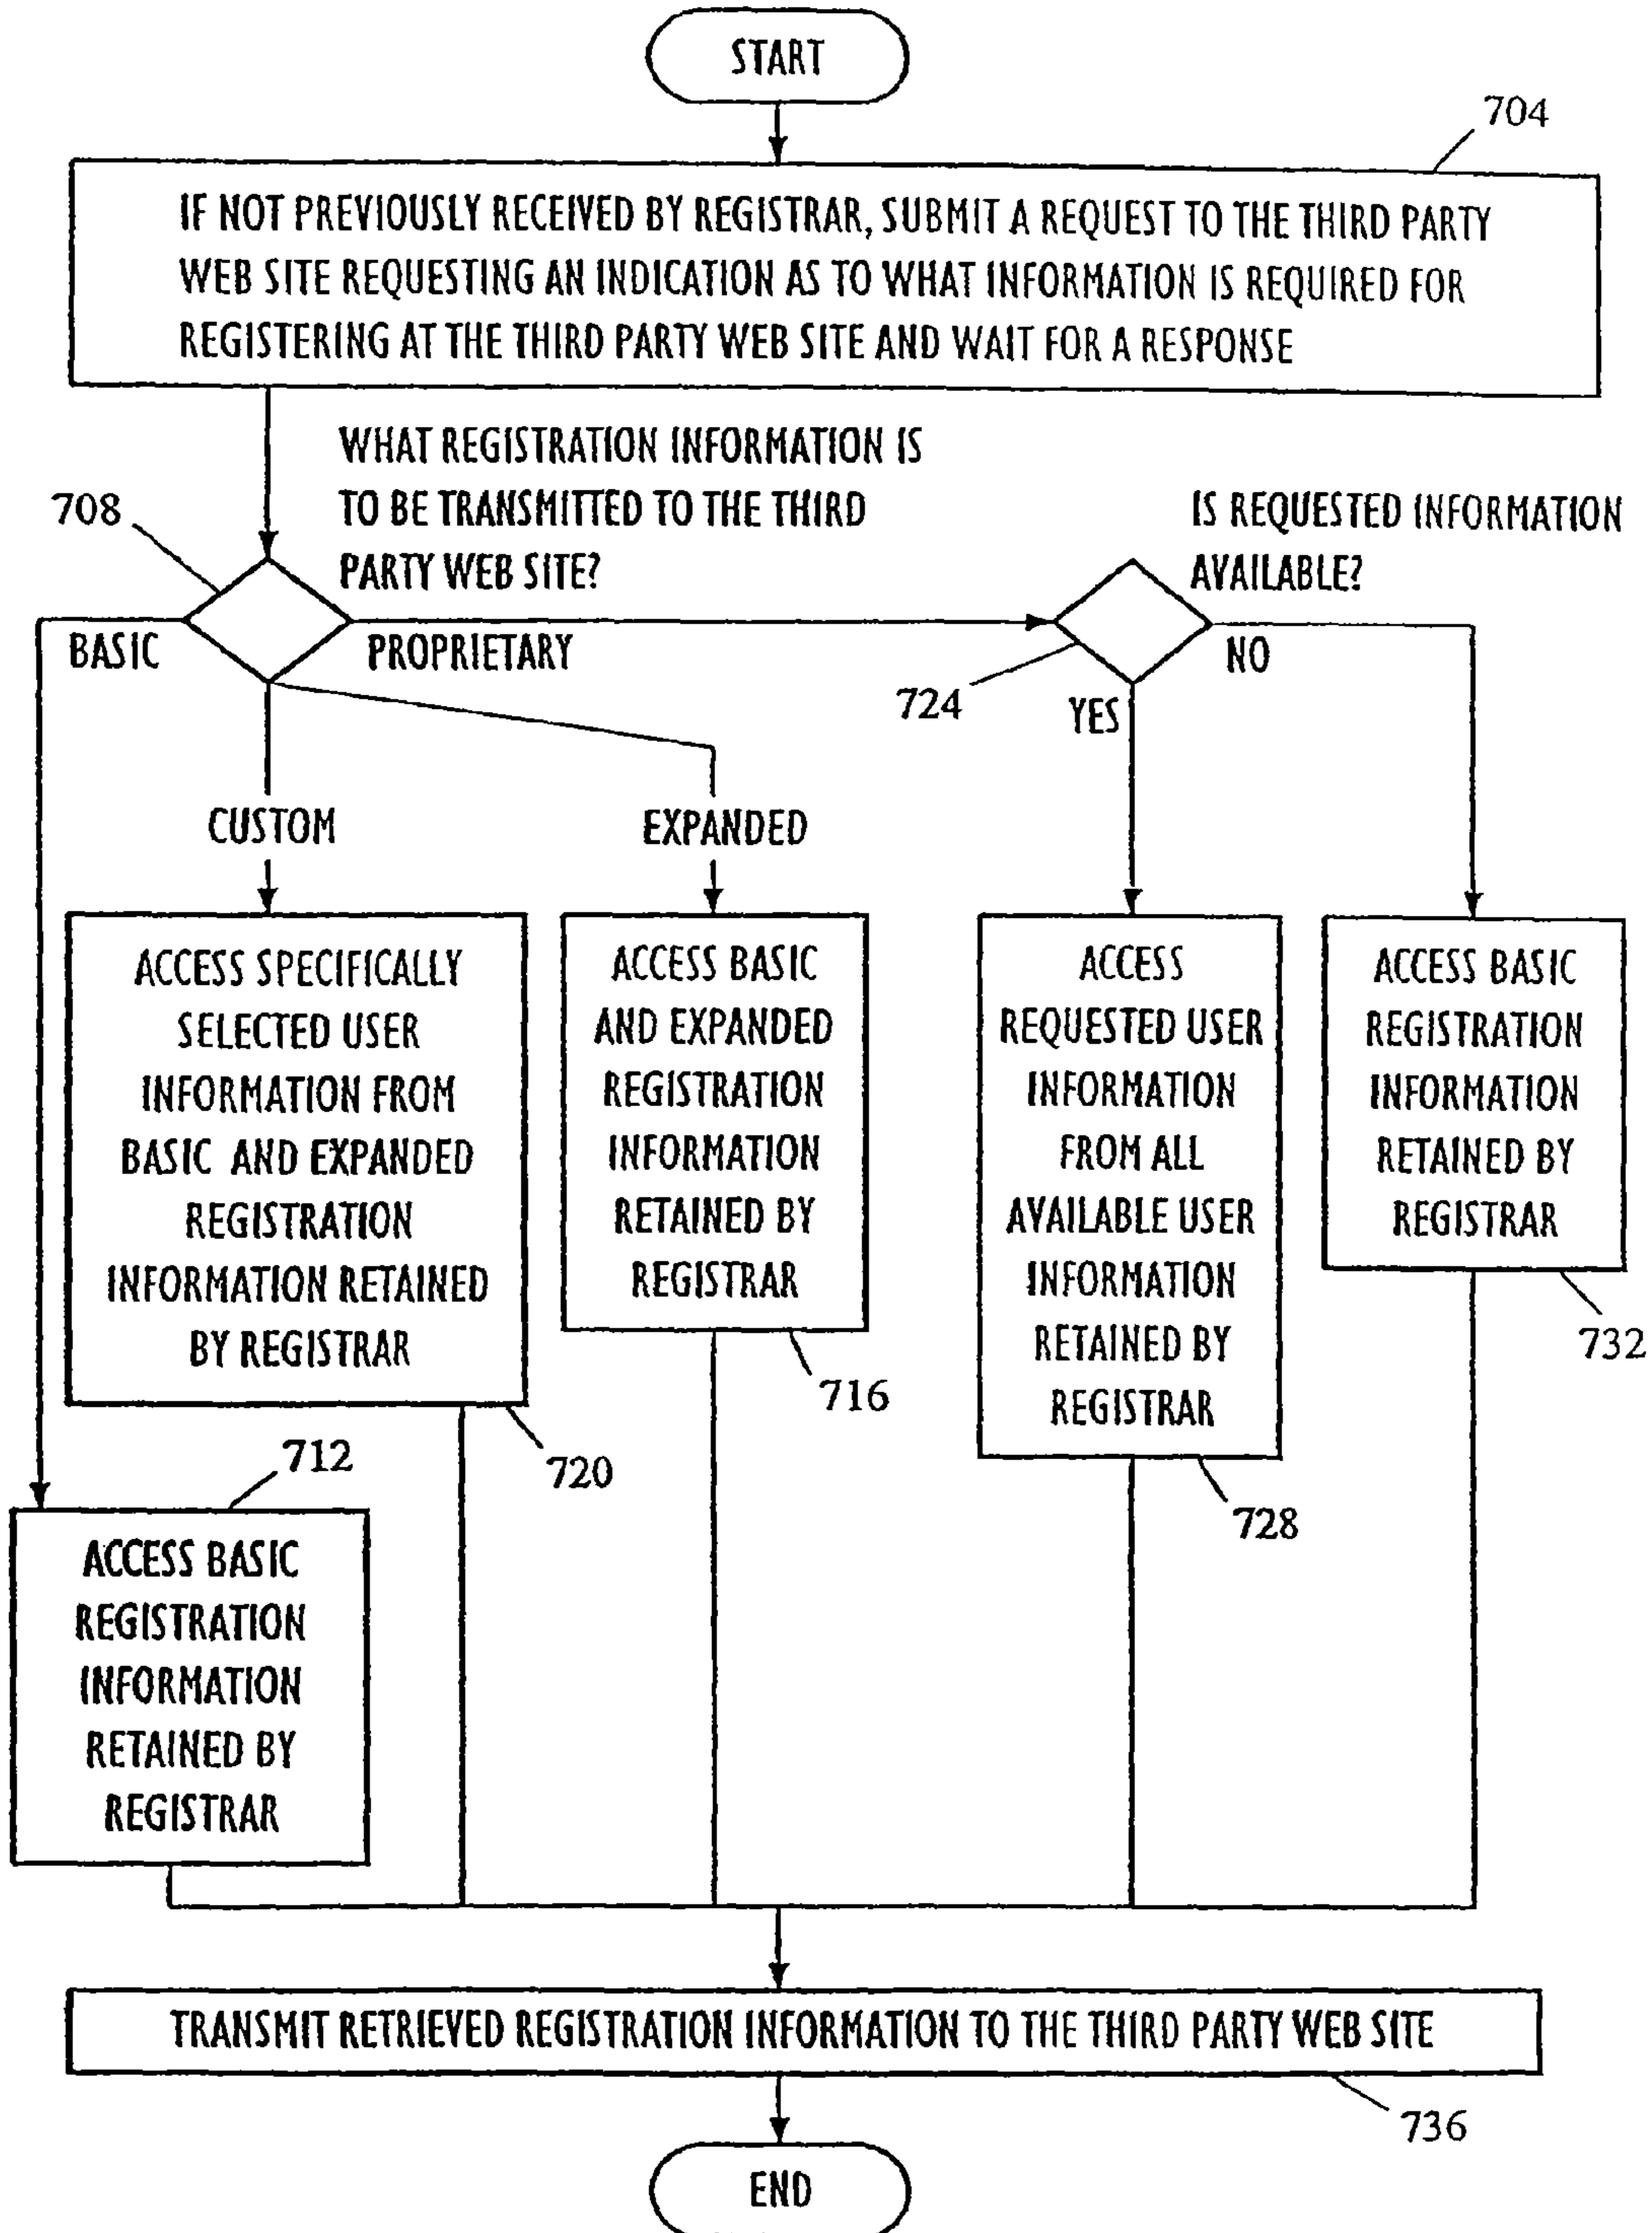 START
704
IF NOT PREVIOUSLY RECEIVED BY REGISTRAR, SUBMIT A REQUEST TO THE THIRD PARTY
WEB SITE REQUESTING AN INDICATION AS TO WHAT INFORMATION IS REQUIRED FOR
REGISTERING AT THE THIRD PARTY WEB SITE AND WAIT FOR A RESPONSE
WHAT REGISTRATION INFORMATION IS
TO BE TRANSMITTED TO THE THIRD
PARTY WEB SITE?
708
IS REQUESTED INFORMATION
AVAILABLE?
BASIC
PROPRIETARY
724
NO
YES
CUSTOM
EXPANDED
ACCESS SPECIFICALLY
SELECTED USER
INFORMATION FROM
BASIC AND EXPANDED
REGISTRATION
INFORMATION RETAINED
BY REGISTRAR
720
ACCESS BASIC
AND EXPANDED
REGISTRATION
INFORMATION
RETAINED BY
REGISTRAR
716
ACCESS
REQUESTED USER
INFORMATION
FROM ALL
AVAILABLE USER
INFORMATION
RETAINED BY
REGISTRAR
728
ACCESS BASIC
REGISTRATION
INFORMATION
RETAINED BY
REGISTRAR
732
712
ACCESS BASIC
REGISTRATION
INFORMATION
RETAINED BY
REGISTRAR
TRANSMIT RETRIEVED REGISTRATION INFORMATION TO THE THIRD PARTY WEB SITE
736
END